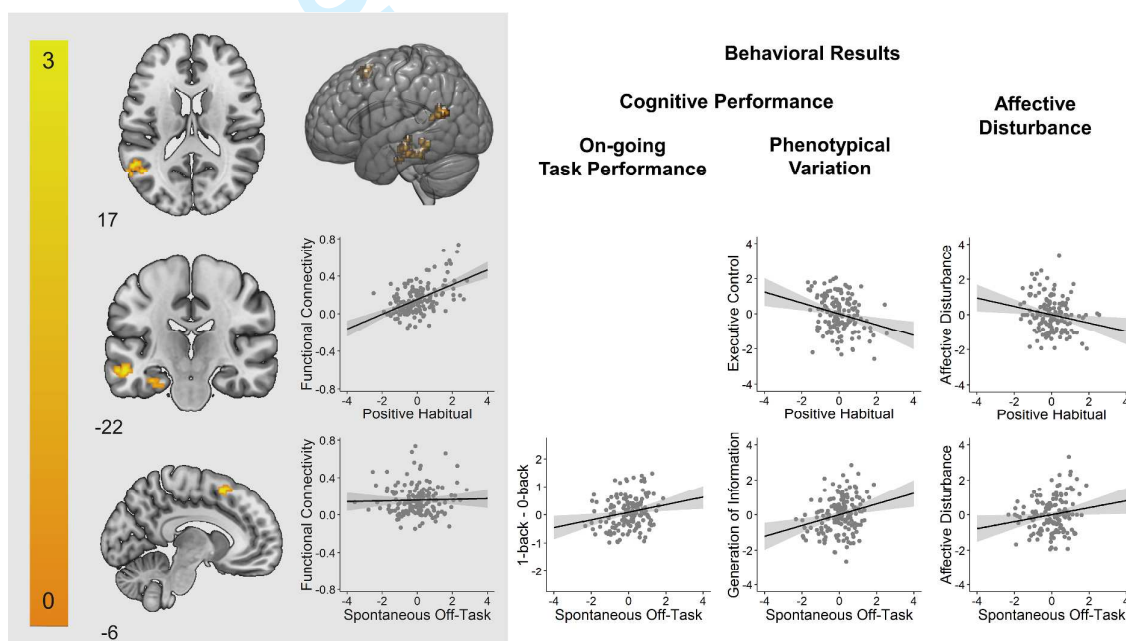 Behavioral Results
Cognitive Performance
Affective
Disturbance
On-going
Task Performance
Phenotypical
Variation
3
0
17
-22
-6
Functional Connectivity
0.8
0.4
0.0
-0.4
-0.8
-4 -2 0 2 4
Positive Habitual
Executive Control
4
2
0
-2
-4
-4 -2 0 2 4
Positive Habitual
Affective Disturbance
4
2
0
-2
-4
-4 -2 0 2 4
Positive Habitual
Functional Connectivity
0.8
0.4
0.0
-0.4
-0.8
-4 -2 0 2 4
Spontaneous Off-Task
1-back - 0-back
2
1
0
-1
-2
-4 -2 0 2 4
Spontaneous Off-Task
Generation of Information
4
2
0
-2
-4
-4 -2 0 2 4
Spontaneous Off-Task
Affective Disturbance
4
2
0
-2
-4
-4 -2 0 2 4
Spontaneous Off-Task